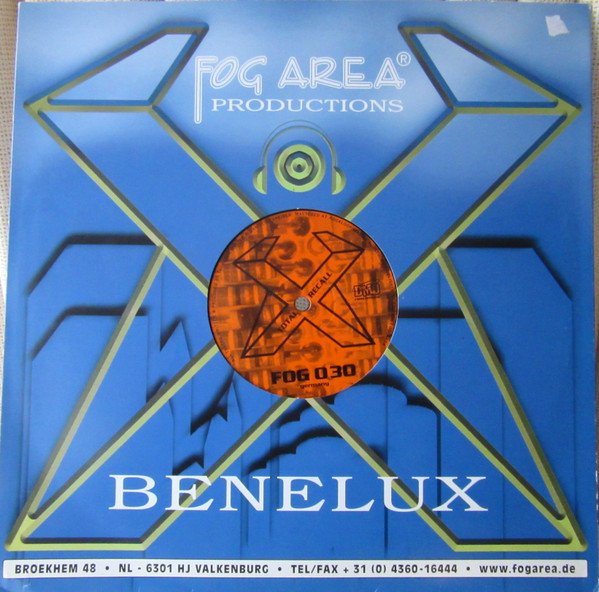 FOG AREA®
PRODUCTIONS
TOTAL RECALL
FOG 030
BENELUX
BROEKHEM 48 • NL - 6301 HJ VALKENBURG • TEL/FAX + 31 (0) 4360-16444 • www.fogarea.de